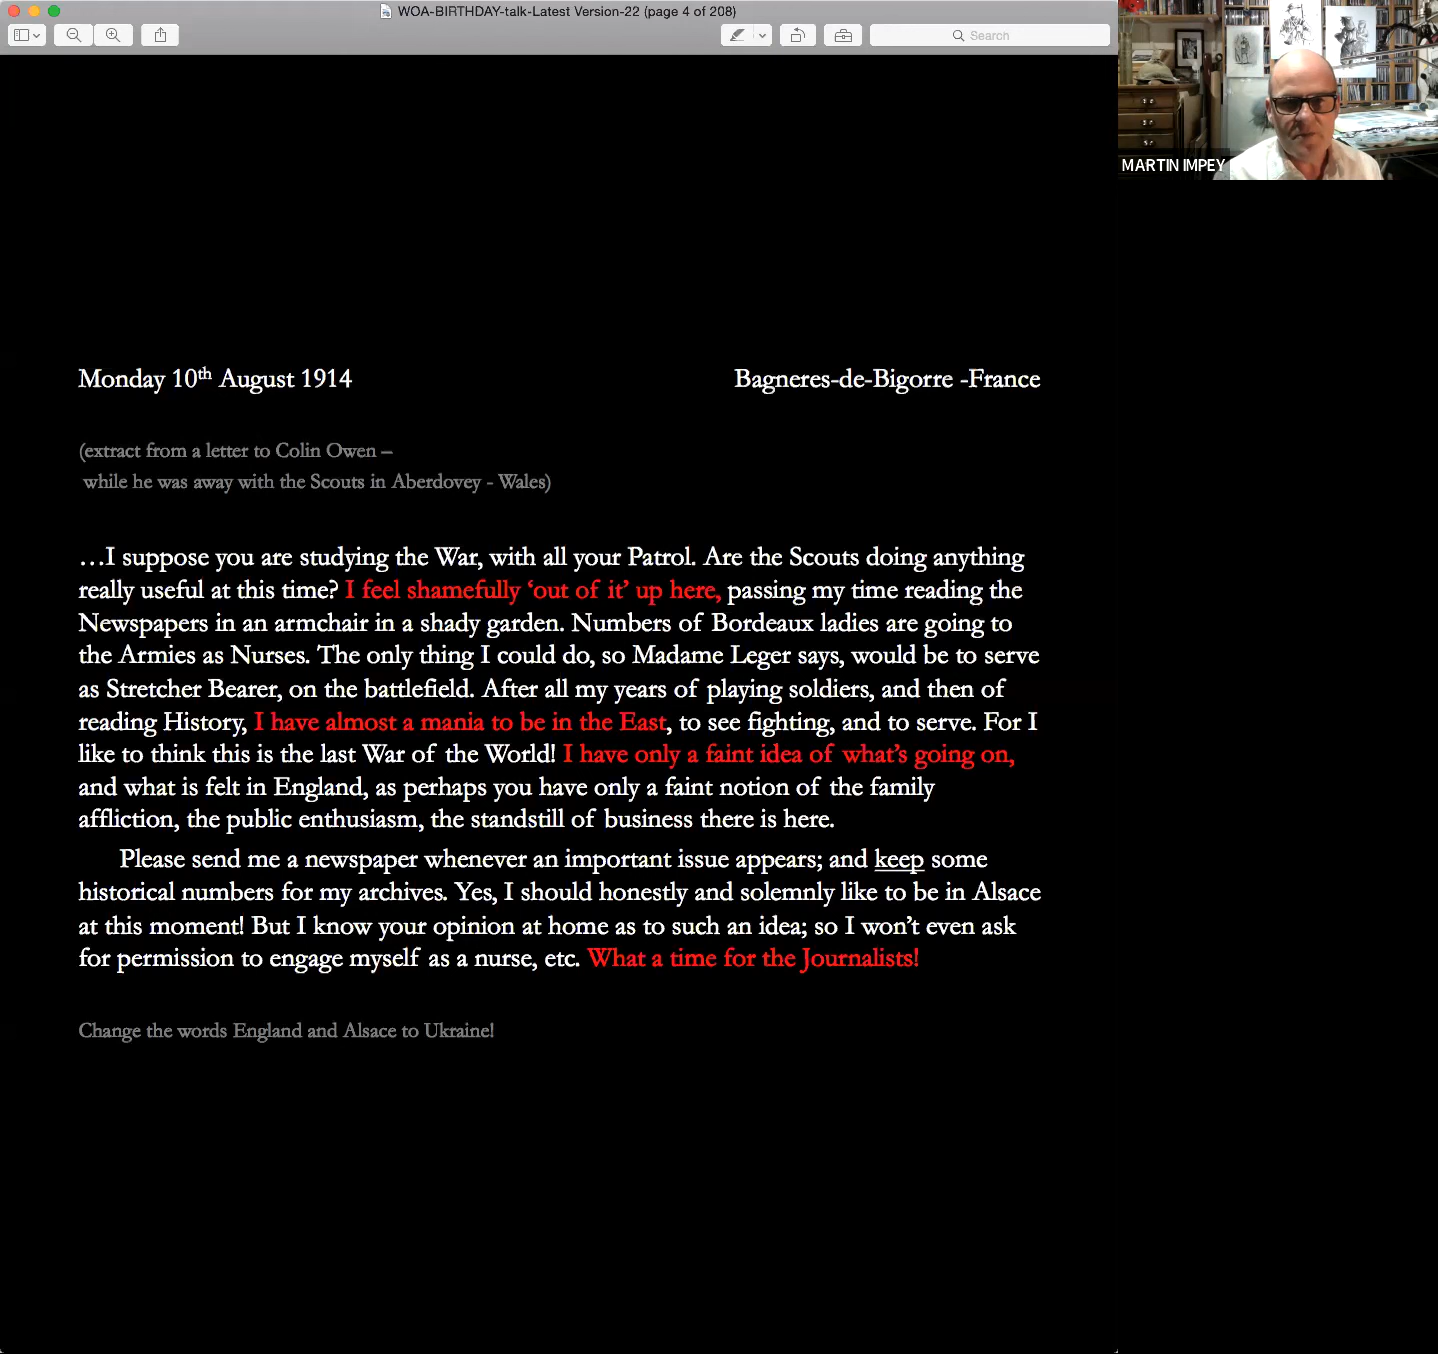 WOA-BIRTHDAY-talk-Latest Version-22 (page 4 of 208)
Search
MARTIN IMPEY
Monday 10th August 1914 Bagneres-de-Bigorre -France
(extract from a letter to Colin Owen –
while he was away with the Scouts in Aberdovey - Wales)
…I suppose you are studying the War, with all your Patrol. Are the Scouts doing anything
really useful at this time? I feel shamefully ‘out of it’ up here, passing my time reading the
Newspapers in an armchair in a shady garden. Numbers of Bordeaux ladies are going to
the Armies as Nurses. The only thing I could do, so Madame Leger says, would be to serve
as Stretcher Bearer, on the battlefield. After all my years of playing soldiers, and then of
reading History, I have almost a mania to be in the East, to see fighting, and to serve. For I
like to think this is the last War of the World! I have only a faint idea of what’s going on,
and what is felt in England, as perhaps you have only a faint notion of the family
affliction, the public enthusiasm, the standstill of business there is here.
Please send me a newspaper whenever an important issue appears; and keep some
historical numbers for my archives. Yes, I should honestly and solemnly like to be in Alsace
at this moment! But I know your opinion at home as to such an idea; so I won’t even ask
for permission to engage myself as a nurse, etc. What a time for the Journalists!
Change the words England and Alsace to Ukraine!